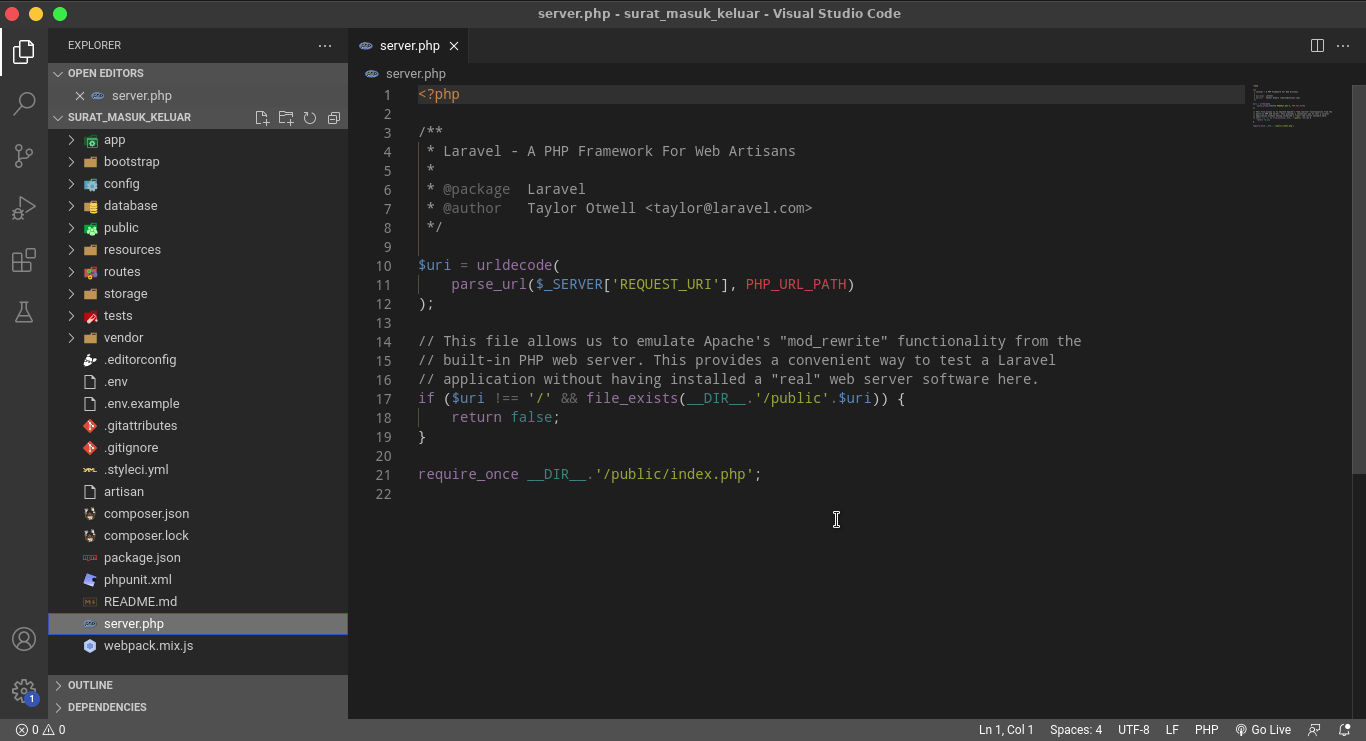 server.php - surat_masuk_keluar - Visual Studio Code
EXPLORER
OPEN EDITORS
server.php
SURAT_MASUK_KELUAR
app
bootstrap
config
database
public
resources
routes
storage
tests
vendor
.editorconfig
.env
.env.example
.gitattributes
.gitignore
.styleci.yml
artisan
composer.json
composer.lock
package.json
phpunit.xml
README.md
server.php
webpack.mix.js
OUTLINE
DEPENDENCIES
1
server.php
server.php
1 <?php
2
3 /**
4  * Laravel - A PHP Framework For Web Artisans
5  *
6  * @package  Laravel
7  * @author   Taylor Otwell <taylor@laravel.com>
8  */
9
10 $uri = urldecode(
11     parse_url($_SERVER['REQUEST_URI'], PHP_URL_PATH)
12 );
13
14 // This file allows us to emulate Apache's "mod_rewrite" functionality from the
15 // built-in PHP web server. This provides a convenient way to test a Laravel
16 // application without having installed a "real" web server software here.
17 if ($uri !== '/' && file_exists(__DIR__.'/public'.$uri)) {
18     return false;
19 }
20
21 require_once __DIR__.'/public/index.php';
22
0 0 Ln 1, Col 1 Spaces: 4 UTF-8 LF PHP Go Live